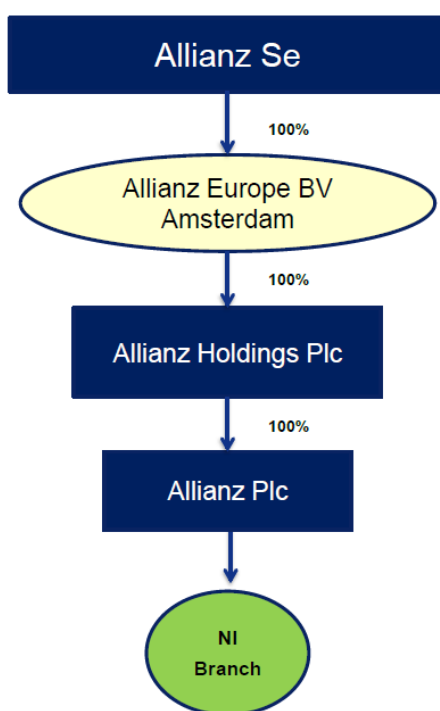 Allianz Se
100%
Allianz Europe BV
Amsterdam
100%
Allianz Holdings Plc
100%
Allianz Plc
NI
Branch